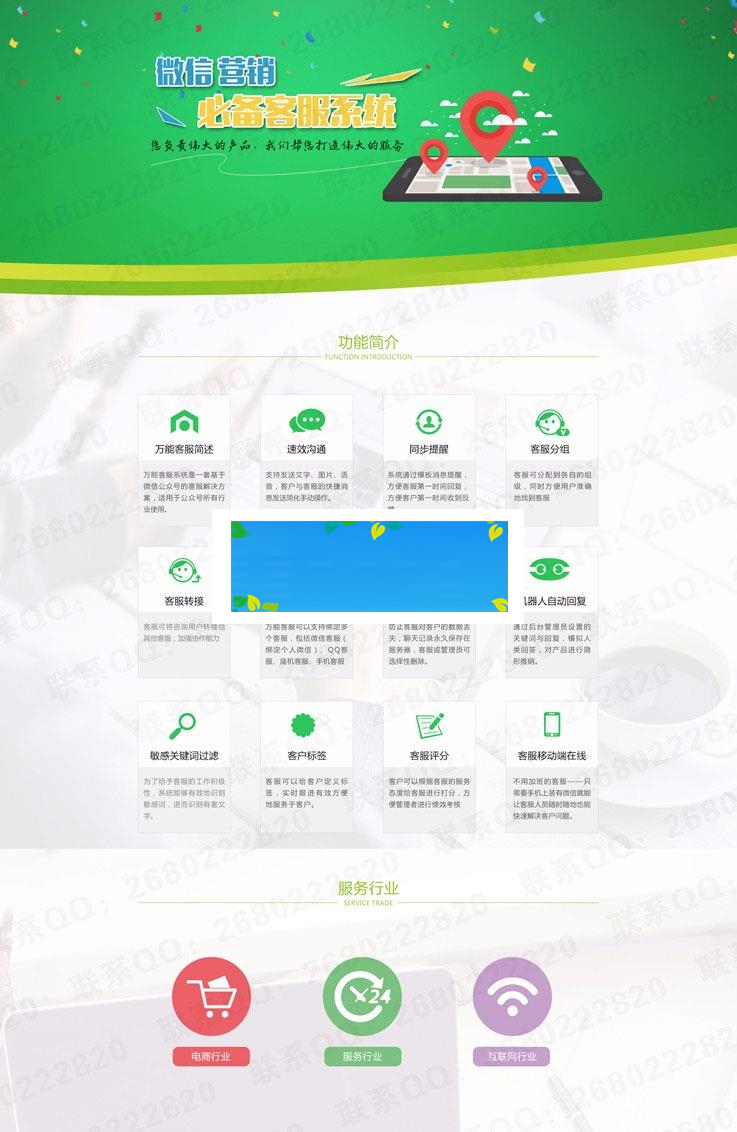 微信 营销
必备客服系统
您负责伟大的产品、我们帮您打造伟大的服务
功能简介
FUNCTION INTRODUCTION
万能客服简述
万能客服系统是一套基于
微信公众号的客服解决方
案，适用于公众号所有行
业使用。
速效沟通
支持发送文字、图片、语
音，客户与客服的快捷消
息发送简化手动操作。
同步提醒
系统通过模板消息提醒，
方便客服第一时间回复，
方便客户第一时间收到反
客服分组
客服可分配到各自的组
级，同时方便用户准确
地找到客服
客服转接
客服可将咨询用户转接给
其他客服，加强协作能力
万能客服可以支持绑定多
个客服，包括微信客服（
绑定个人微信）、QQ客
服、座机客服、手机客服
防止客服对客户的数据丢
失，聊天记录永久保存在
服务器，客服或管理员可
选择性删除。
机器人自动回复
通过后台管理员设置的
关键词与回复，模拟人
类回答，对产品进行隐
形推销。
敏感关键词过滤
为了给予客服的工作积极
性，系统能够有效地识别
敏感词，进而识别有害文
字。
客户标签
客服可以给客户定义标
签，实时跟进有效方便
地服务于客户。
客服评分
客户可以根据客服的服务
态度给客服进行打分，方
便管理者进行绩效考核
客服移动端在线
不用加班的客服——只
需要手机上装有微信就能
让客服人员随时随地也能
快速解决客户问题。
服务行业
SERVICE TRADE
24
电商行业
服务行业
互联网行业
联系QQ：2680222820